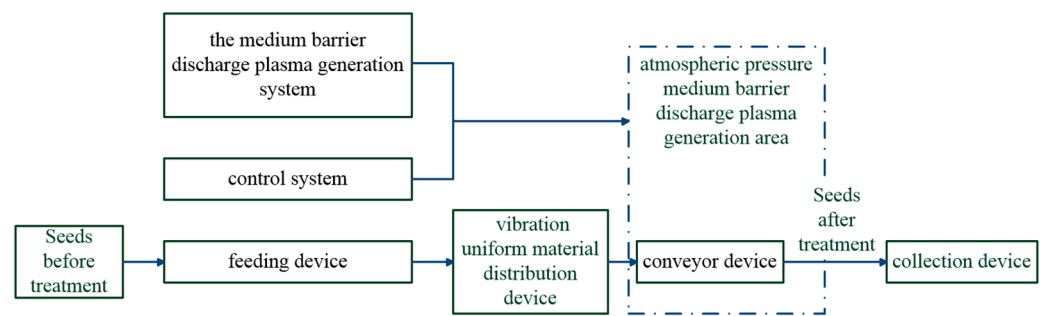 the medium barrier
discharge plasma generation
system
control system
atmospheric pressure
medium barrier
discharge plasma
generation area
Seeds
before
treatment
feeding device
vibration
uniform material
distribution
device
conveyor device
Seeds
after
treatment
collection device